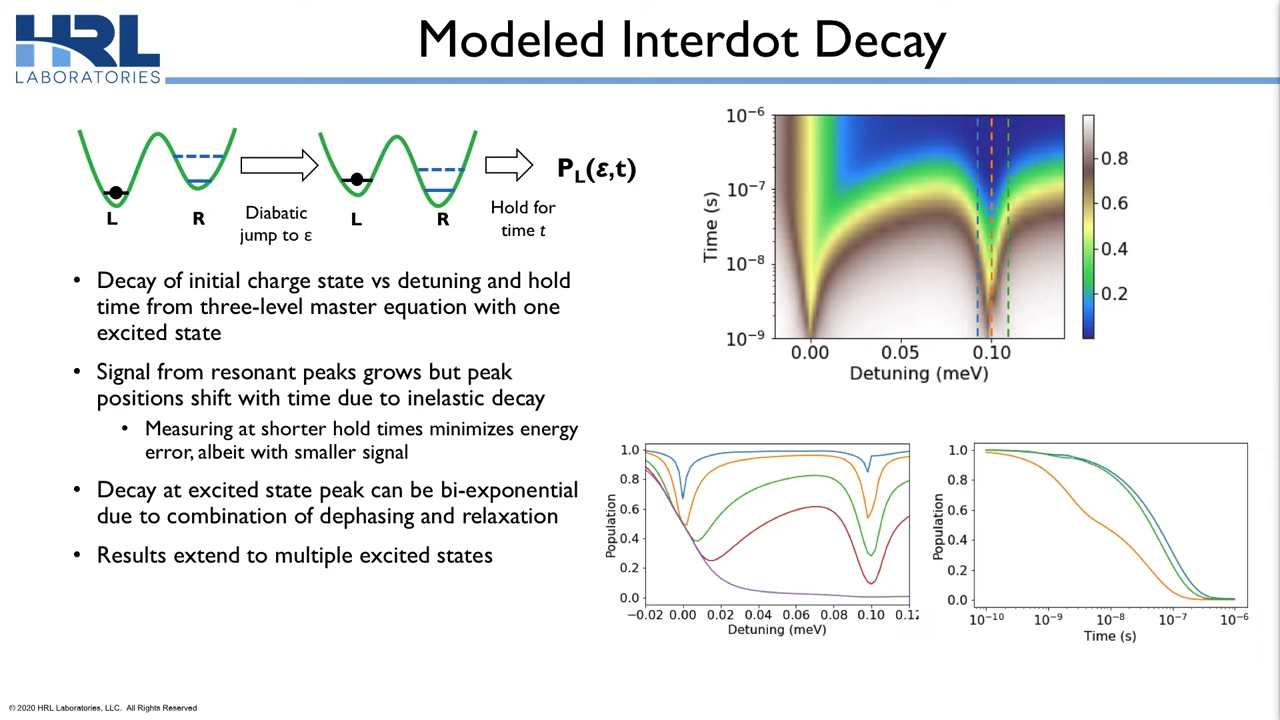 HRL
LABORATORIES
Modeled Interdot Decay
L
R
Diabatic
jump to ε
L
R
Hold for
time t
P_L(ε,t)
• Decay of initial charge state vs detuning and hold
time from three-level master equation with one
excited state
• Signal from resonant peaks grows but peak
positions shift with time due to inelastic decay
• Measuring at shorter hold times minimizes energy
error, albeit with smaller signal
• Decay at excited state peak can be bi-exponential
due to combination of dephasing and relaxation
• Results extend to multiple excited states
10⁻⁶
10⁻⁷
10⁻⁸
10⁻⁹
Time (s)
0.00 0.05 0.10
Detuning (meV)
0.8
0.6
0.4
0.2
1.0
0.8
0.6
0.4
0.2
0.0
Population
−0.02 0.00 0.02 0.04 0.06 0.08 0.10 0.12
Detuning (meV)
1.0
0.8
0.6
0.4
0.2
0.0
Population
10⁻¹⁰ 10⁻⁹ 10⁻⁸ 10⁻⁷ 10⁻⁶
Time (s)
© 2020 HRL Laboratories, LLC. All Rights Reserved